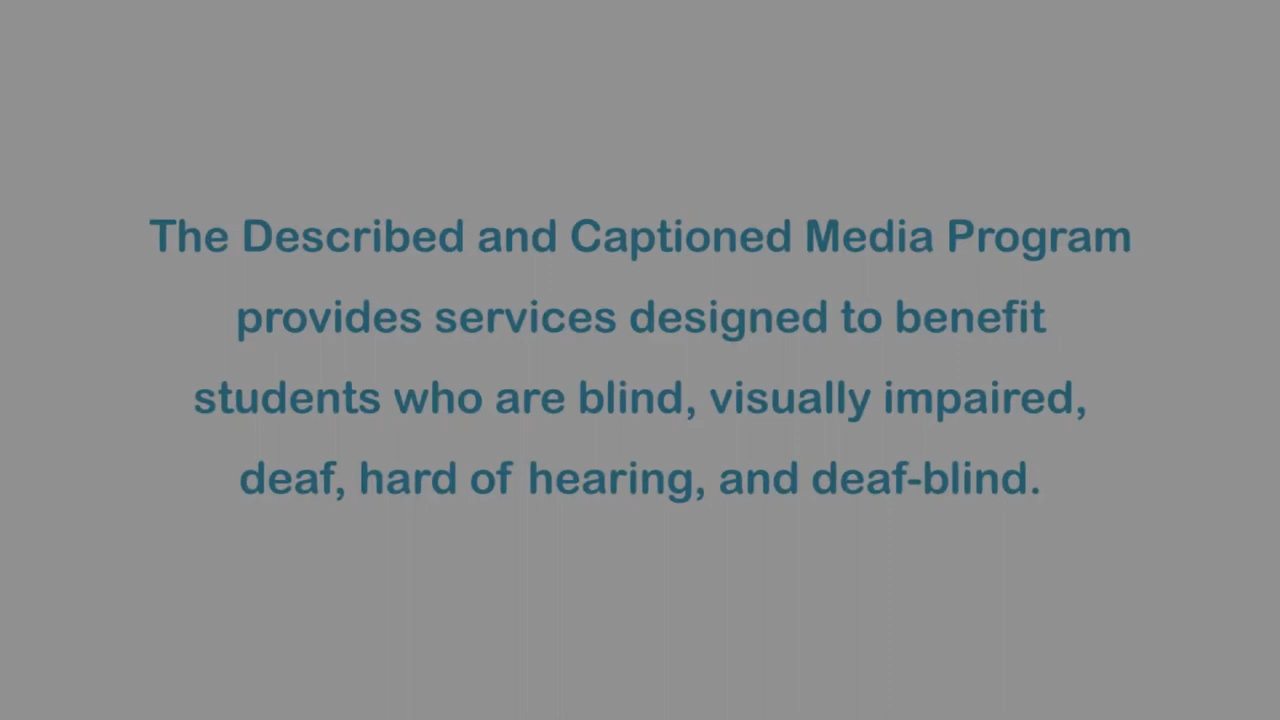 The Described and Captioned Media Program
provides services designed to benefit
students who are blind, visually impaired,
deaf, hard of hearing, and deaf-blind.